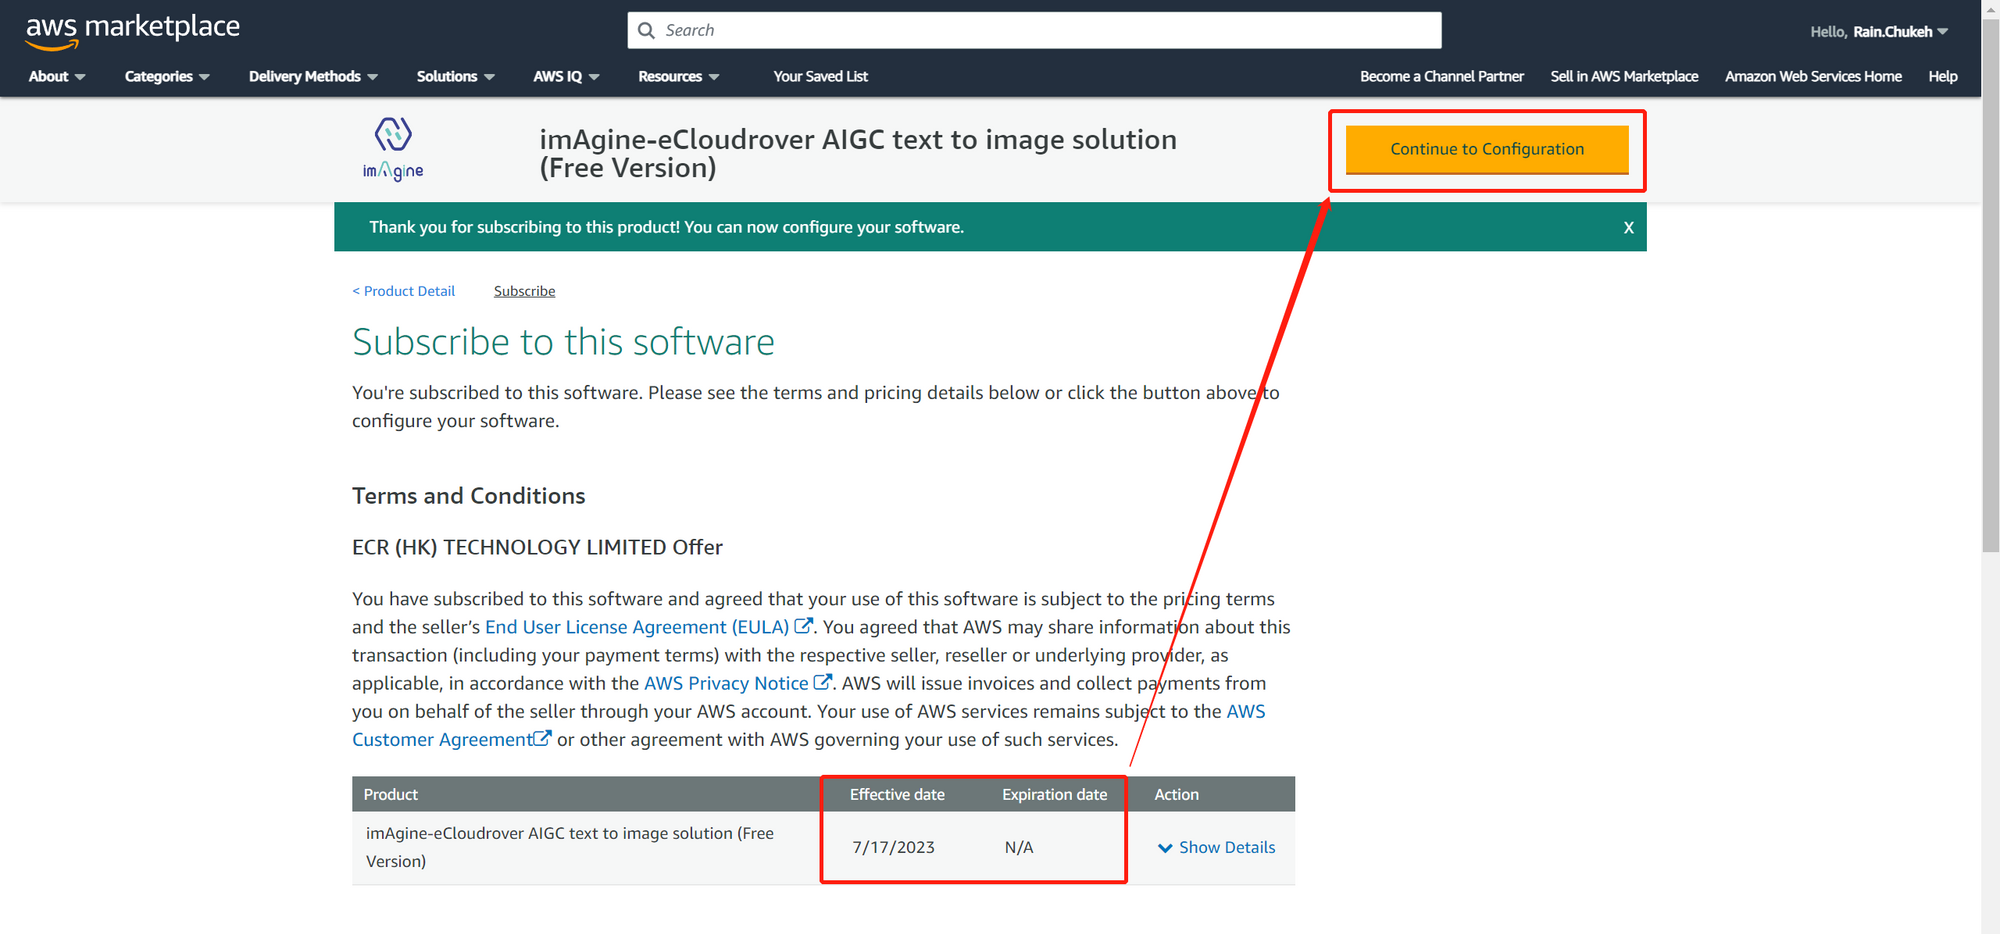 aws marketplace
Search
Hello, Rain.Chukeh
About
Categories
Delivery Methods
Solutions
AWS IQ
Resources
Your Saved List
Become a Channel Partner
Sell in AWS Marketplace
Amazon Web Services Home
Help
imAgine
imAgine-eCloudrover AIGC text to image solution
(Free Version)
Continue to Configuration
Thank you for subscribing to this product! You can now configure your software.
X
< Product Detail
Subscribe
Subscribe to this software
You're subscribed to this software. Please see the terms and pricing details below or click the button above to
configure your software.
Terms and Conditions
ECR (HK) TECHNOLOGY LIMITED Offer
You have subscribed to this software and agreed that your use of this software is subject to the pricing terms
and the seller’s End User License Agreement (EULA). You agreed that AWS may share information about this
transaction (including your payment terms) with the respective seller, reseller or underlying provider, as
applicable, in accordance with the AWS Privacy Notice. AWS will issue invoices and collect payments from
you on behalf of the seller through your AWS account. Your use of AWS services remains subject to the AWS
Customer Agreement or other agreement with AWS governing your use of such services.
Product
Effective date
Expiration date
Action
imAgine-eCloudrover AIGC text to image solution (Free
Version)
7/17/2023
N/A
Show Details